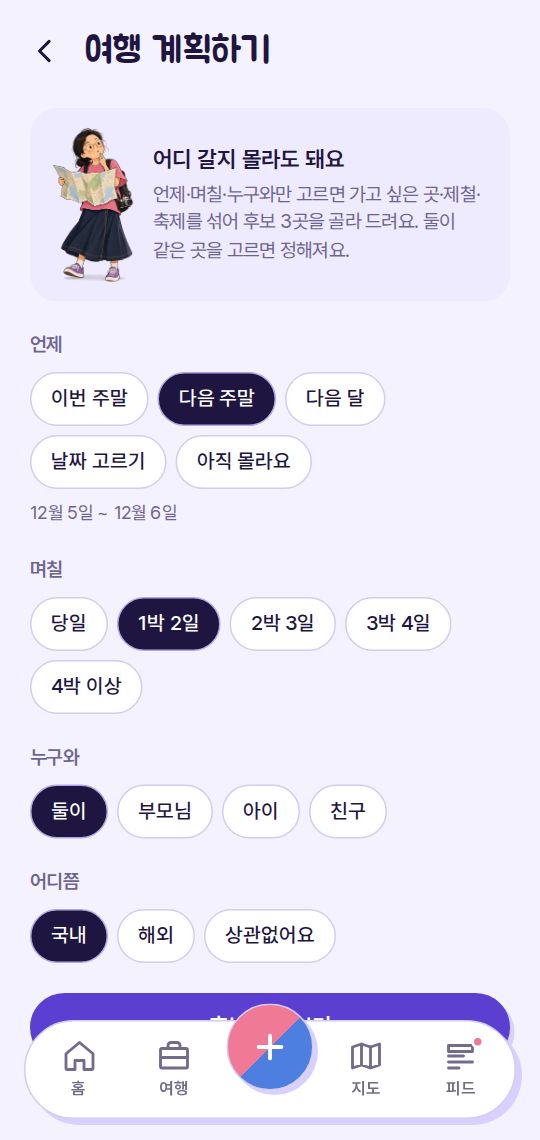 여행 계획하기
어디 갈지 몰라도 돼요
언제·며칠·누구와만 고르면 가고 싶은 곳·제철·
축제를 섞어 후보 3곳을 골라 드려요. 둘이
같은 곳을 고르면 정해져요.
언제
이번 주말
다음 주말
다음 달
날짜 고르기
아직 몰라요
12월 5일 ~ 12월 6일
며칠
당일
1박 2일
2박 3일
3박 4일
4박 이상
누구와
둘이
부모님
아이
친구
어디쯤
국내
해외
상관없어요
홈
여행
지도
피드